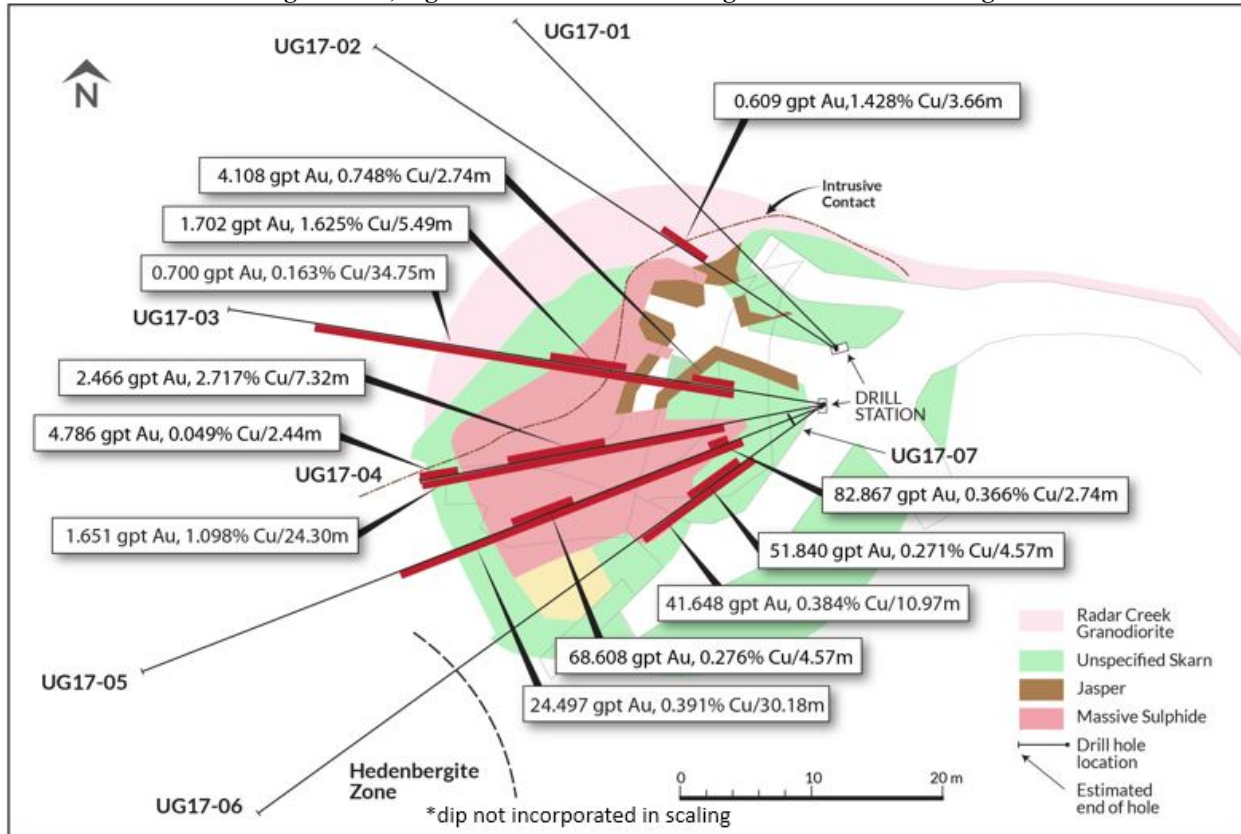 UG17-01
UG17-02
N
0.609 gpt Au,1.428% Cu/3.66m
4.108 gpt Au, 0.748% Cu/2.74m
Intrusive
Contact
1.702 gpt Au, 1.625% Cu/5.49m
0.700 gpt Au, 0.163% Cu/34.75m
UG17-03
2.466 gpt Au, 2.717% Cu/7.32m
DRILL
STATION
4.786 gpt Au, 0.049% Cu/2.44m
UG17-04
UG17-07
82.867 gpt Au, 0.366% Cu/2.74m
1.651 gpt Au, 1.098% Cu/24.30m
51.840 gpt Au, 0.271% Cu/4.57m
41.648 gpt Au, 0.384% Cu/10.97m
68.608 gpt Au, 0.276% Cu/4.57m
UG17-05
24.497 gpt Au, 0.391% Cu/30.18m
Radar Creek
Granodiorite
Unspecified Skarn
Jasper
Massive Sulphide
Drill hole
location
Estimated
end of hole
Hedenbergite
Zone
0 10 20 m
UG17-06
*dip not incorporated in scaling